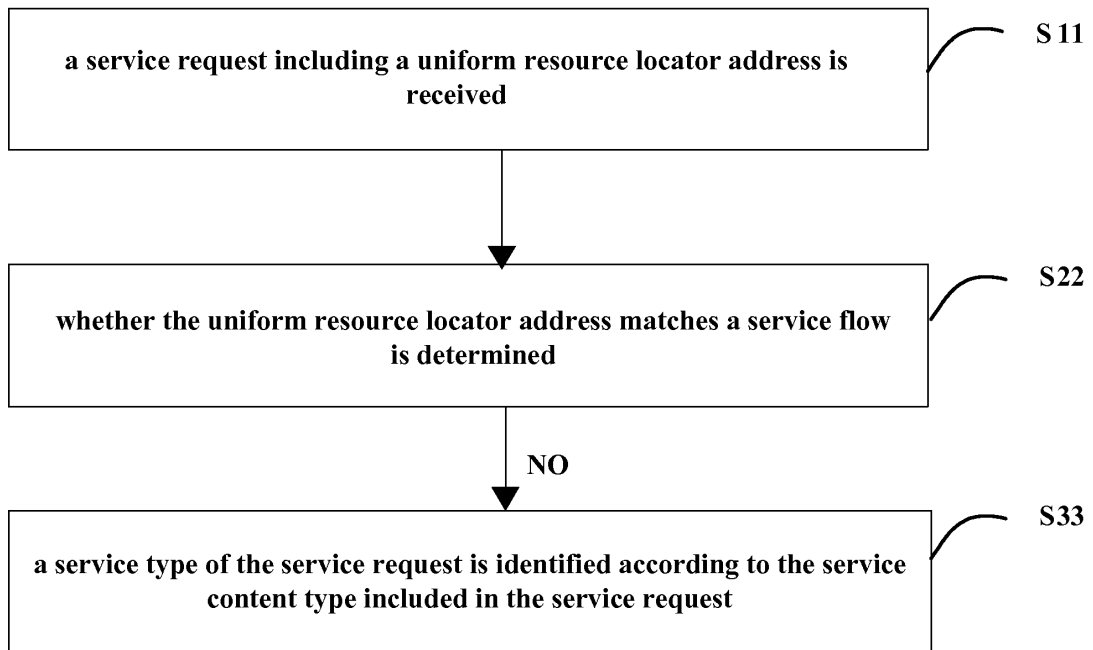 a service request including a uniform resource locator address is
received
S11
whether the uniform resource locator address matches a service flow
is determined
S22
NO
a service type of the service request is identified according to the service
content type included in the service request
S33